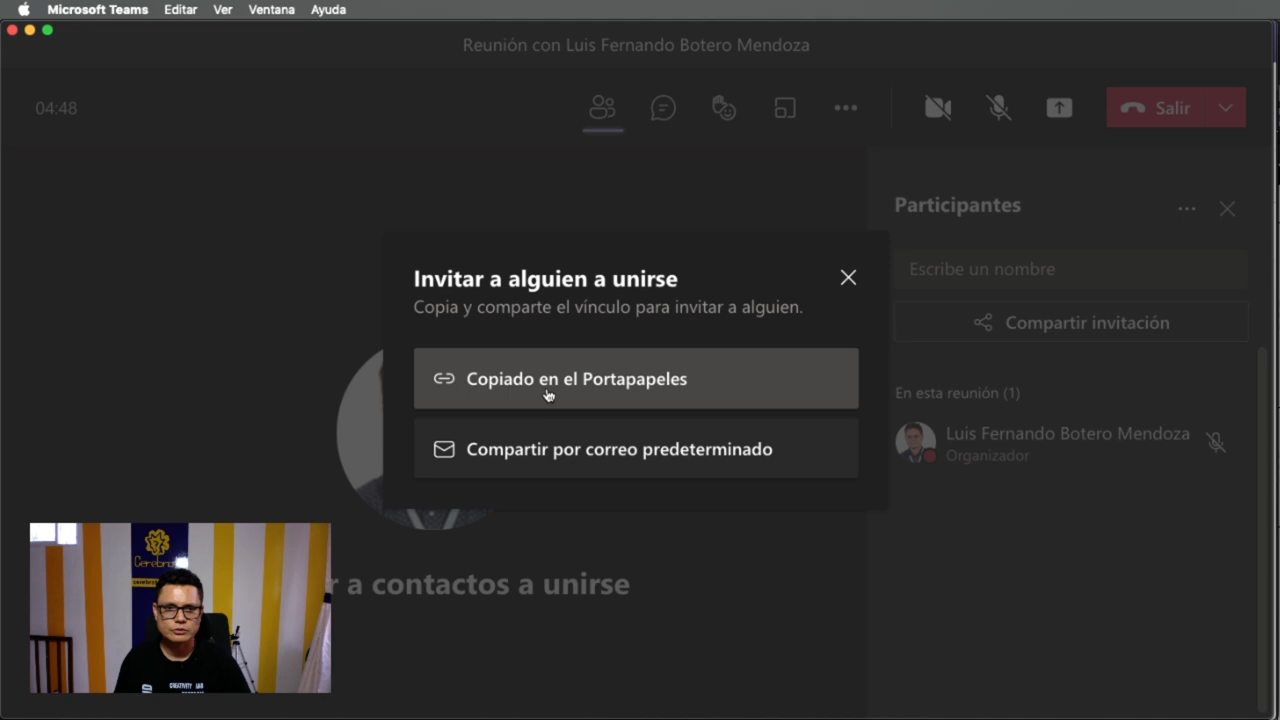 Microsoft Teams Editar Ver Ventana Ayuda
Reunión con Luis Fernando Botero Mendoza
04:48
Salir
Participantes
Escribe un nombre
Compartir invitación
En esta reunión (1)
Luis Fernando Botero Mendoza
Organizador
Invitar a alguien a unirse
Copia y comparte el vínculo para invitar a alguien.
Copiado en el Portapapeles
Compartir por correo predeterminado
r a contactos a unirse
CREATIVITY LAB